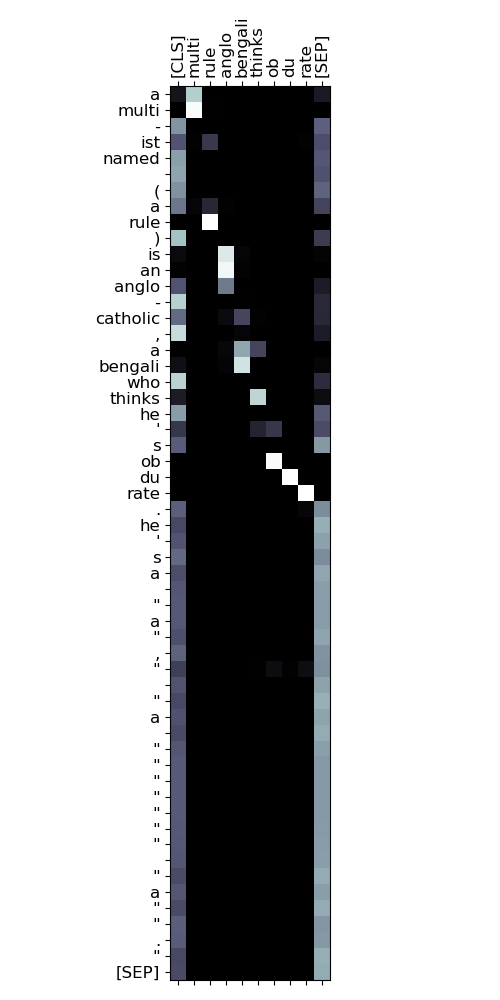 [CLS] multi rule anglo bengali thinks ob du rate [SEP]
a
multi
-
ist
named
(
a
rule
)
is
an
anglo
-
catholic
,
a
bengali
who
thinks
he
'
s
ob
du
rate
.
he
'
s
a
"
a
"
,
"
"
a
"
"
"
"
"
"
"
"
a
"
"
.
"
[SEP]